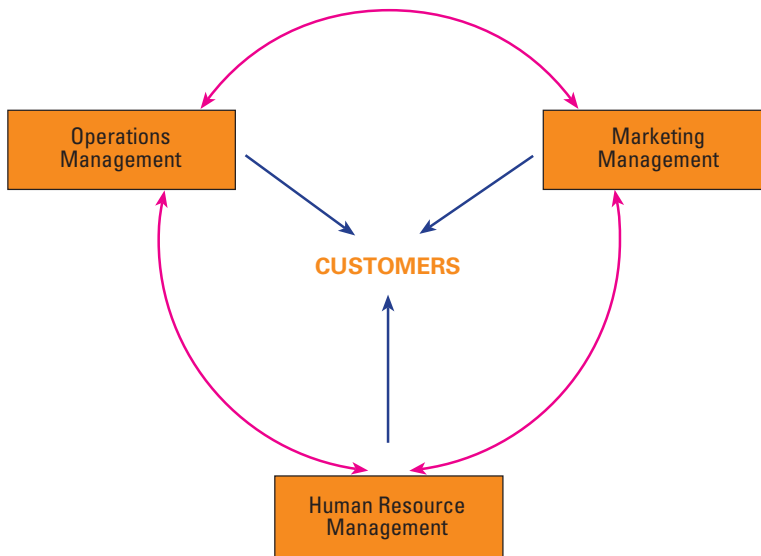 Operations
Management
Marketing
Management
CUSTOMERS
Human Resource
Management